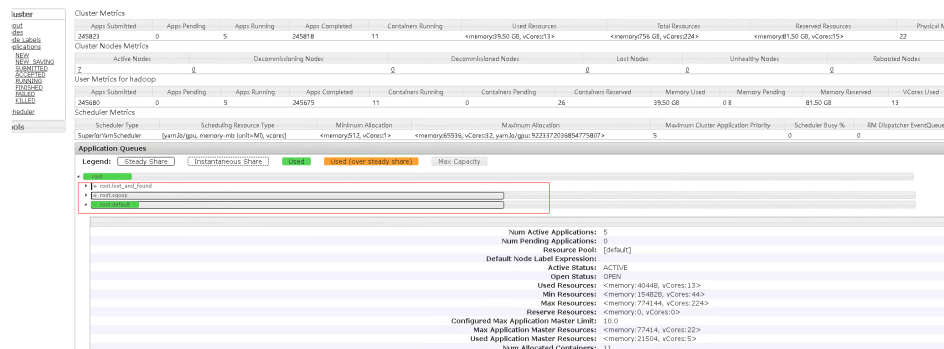 luster
Cluster Metrics
Apps Submitted Apps Pending Apps Running Apps Completed Containers Running Used Resources Total Resources Reserved Resources Physical M
245823 0 5 245818 11 <memory:39.50 GB, vCores:13> <memory:756 GB, vCores:224> <memory:81.50 GB, vCores:15> 22
Cluster Nodes Metrics
Active Nodes Decommissioning Nodes Decommissioned Nodes Lost Nodes Unhealthy Nodes Rebooted Nodes
7 0 0 0 0 0
User Metrics for hadoop
Apps Submitted Apps Pending Apps Running Apps Completed Containers Running Containers Pending Containers Reserved Memory Used Memory Pending Memory Reserved VCores Used
245680 0 5 245675 11 0 26 39.50 GB 0 B 81.50 GB 13
Scheduler Metrics
Scheduler Type Scheduling Resource Type Minimum Allocation Maximum Allocation Maximum Cluster Application Priority Scheduler Busy % RM Dispatcher EventQueue
SuperiorYarnScheduler [yarn.io/gpu, memory-mb (unit=Mi), vcores] <memory:512, vCores:1> <memory:65536, vCores:32, yarn.io/gpu: 9223372036854775807> 5 0 0
out
des
de Labels
plications
NEW
NEW_SAVING
SUBMITTED
ACCEPTED
RUNNING
FINISHED
FAILED
KILLED
heduler
ols
Application Queues
Legend: Steady Share Instantaneous Share Used Used (over steady share) Max Capacity
- root
+ root.lost_and_found
+ root.sqoop
- root.default
Num Active Applications: 5
Num Pending Applications: 0
Resource Pool: [default]
Default Node Label Expression:
Active Status: ACTIVE
Open Status: OPEN
Used Resources: <memory:40448, vCores:13>
Min Resources: <memory:154828, vCores:44>
Max Resources: <memory:774144, vCores:224>
Reserve Resources: <memory:0, vCores:0>
Configured Max Application Master Limit: 10.0
Max Application Master Resources: <memory:77414, vCores:22>
Used Application Master Resources: <memory:21504, vCores:5>
Num Allocated Containers: 11